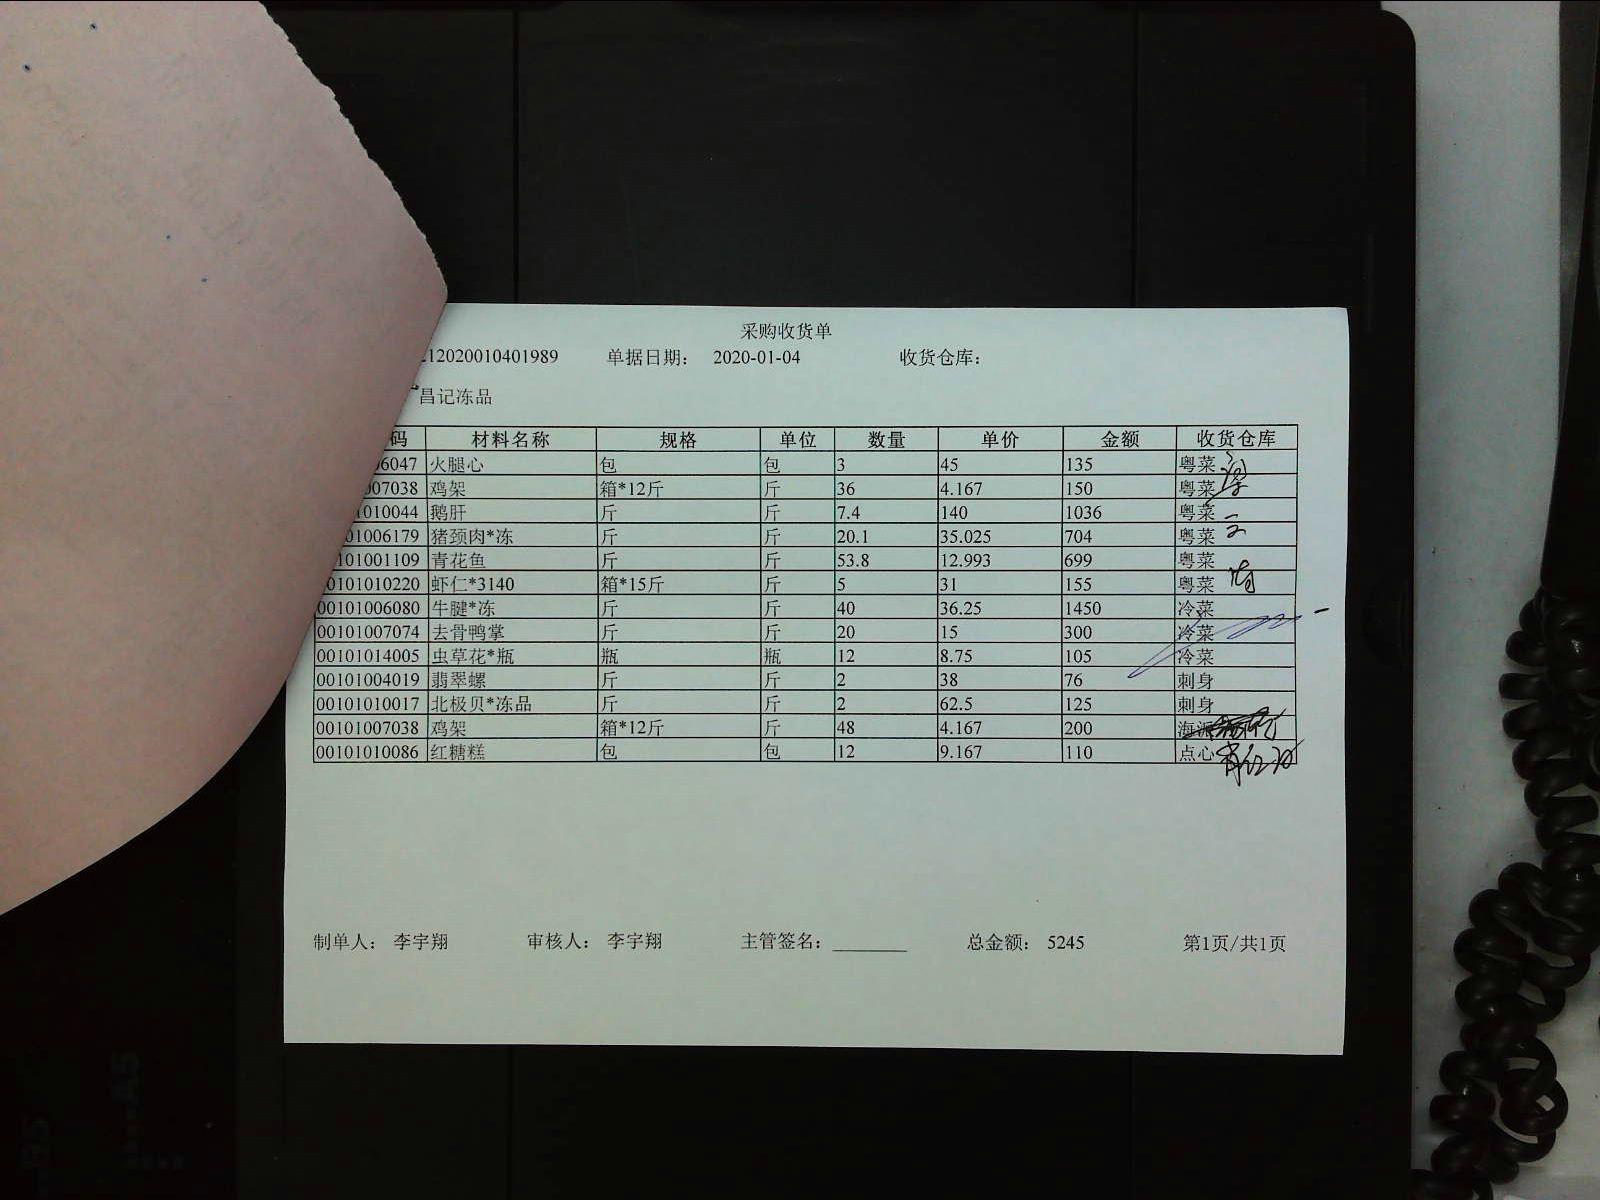 采购收货单
12020010401989 单据日期： 2020-01-04 收货仓库：
昌记冻品
码 材料名称 规格 单位 数量 单价 金额 收货仓库
6047 火腿心 包 包 3 45 135 粤菜
007038 鸡架 箱*12斤 斤 36 4.167 150 粤菜
1010044 鹅肝 斤 斤 7.4 140 1036 粤菜
01006179 猪颈肉*冻 斤 斤 20.1 35.025 704 粤菜
101001109 青花鱼 斤 斤 53.8 12.993 699 粤菜
0101010220 虾仁*3140 箱*15斤 斤 5 31 155 粤菜
00101006080 牛腱*冻 斤 斤 40 36.25 1450 冷菜
00101007074 去骨鸭掌 斤 斤 20 15 300 冷菜
00101014005 虫草花*瓶 瓶 瓶 12 8.75 105 冷菜
00101004019 翡翠螺 斤 斤 2 38 76 刺身
00101010017 北极贝*冻品 斤 斤 2 62.5 125 刺身
00101007038 鸡架 箱*12斤 斤 48 4.167 200 海派
00101010086 红糖糕 包 包 12 9.167 110 点心
制单人： 李宇翔 审核人： 李宇翔 主管签名： 总金额： 5245 第1页/共1页